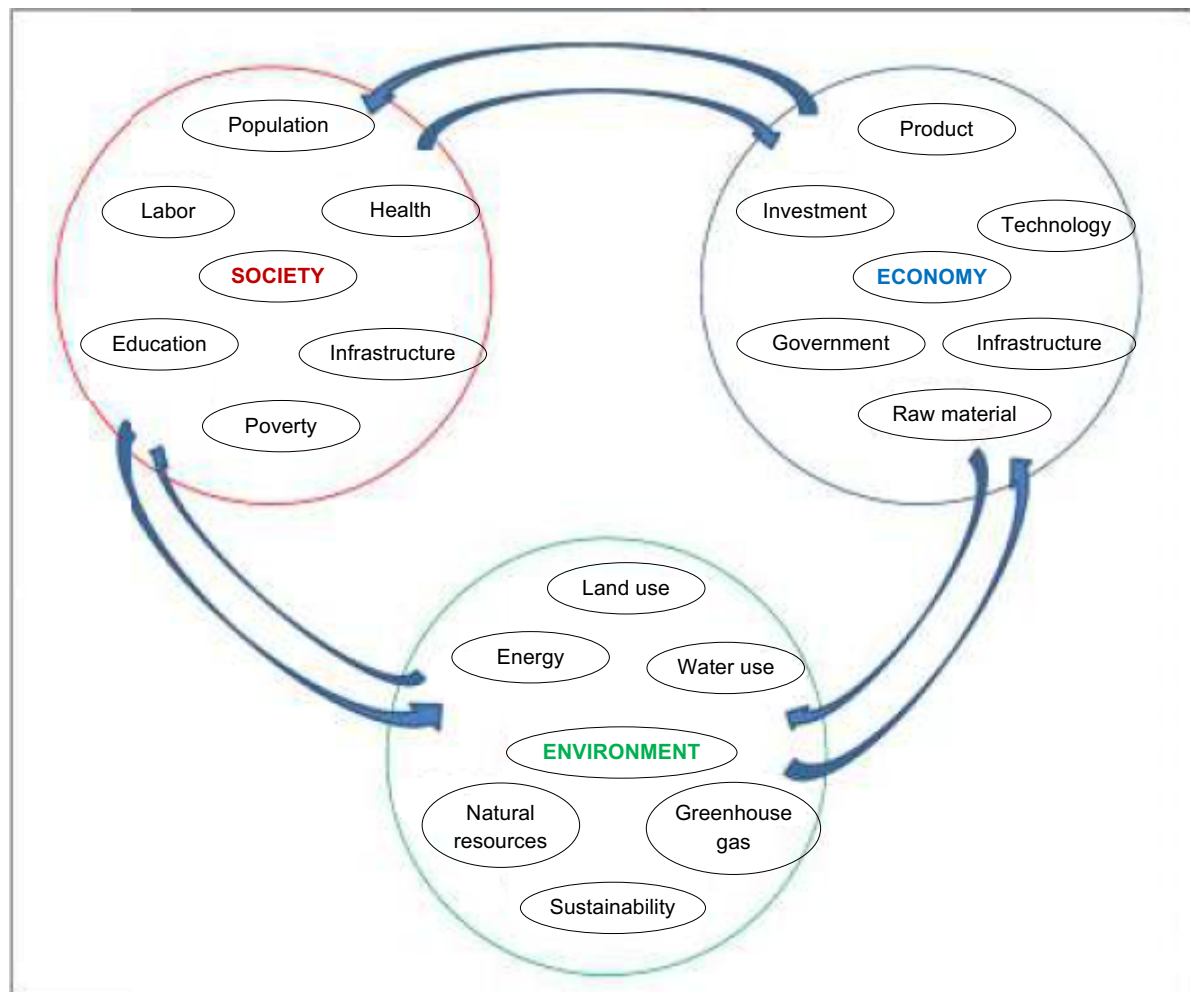 Population
Labor
Health
SOCIETY
Education
Infrastructure
Poverty
Product
Investment
Technology
ECONOMY
Government
Infrastructure
Raw material
Land use
Energy
Water use
ENVIRONMENT
Natural
resources
Greenhouse
gas
Sustainability